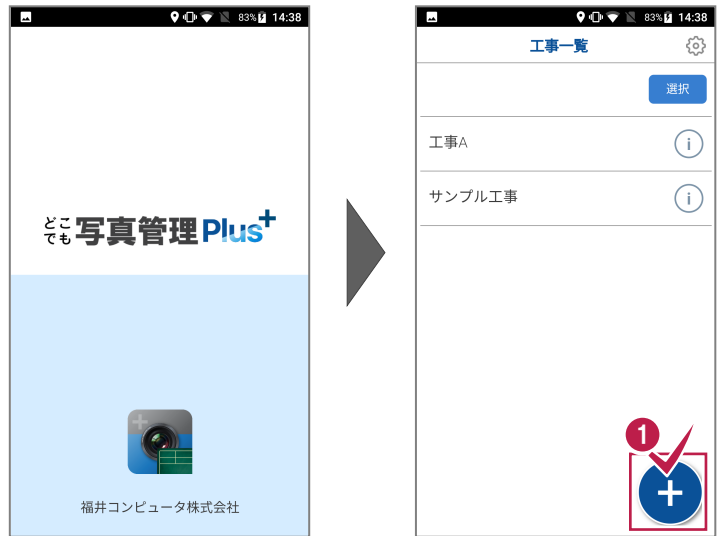 83% 14:38
どこでも写真管理Plus+
福井コンピュータ株式会社
83% 14:38
工事一覧
選択
工事A
i
サンプル工事
i
1
+